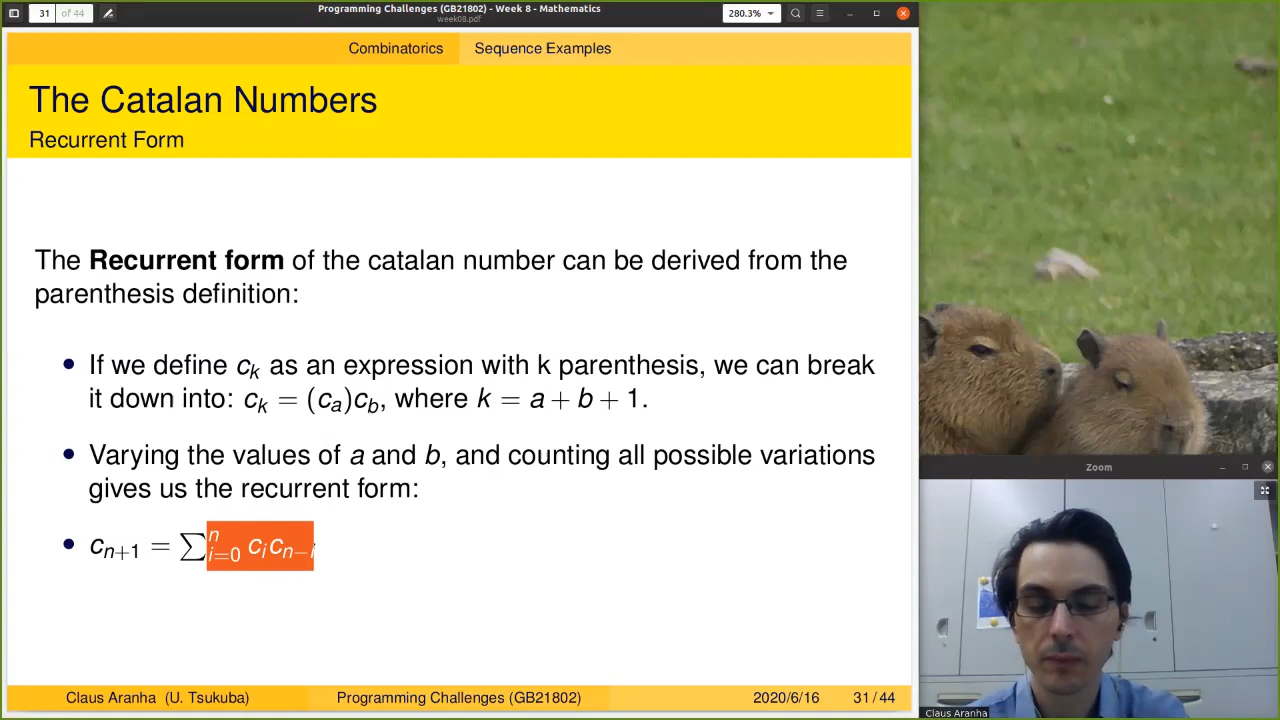 31 of 44
Programming Challenges (GB21802) - Week 8 - Mathematics
week08.pdf
280.3%
Combinatorics Sequence Examples
The Catalan Numbers
Recurrent Form
The Recurrent form of the catalan number can be derived from the
parenthesis definition:
• If we define c_k as an expression with k parenthesis, we can break
it down into: c_k = (c_a)c_b, where k = a + b + 1.
• Varying the values of a and b, and counting all possible variations
gives us the recurrent form:
• c_{n+1} = ∑_{i=0}^{n} c_i c_{n−i}
Claus Aranha (U. Tsukuba) Programming Challenges (GB21802) 2020/6/16 31 / 44
Zoom
Claus Aranha